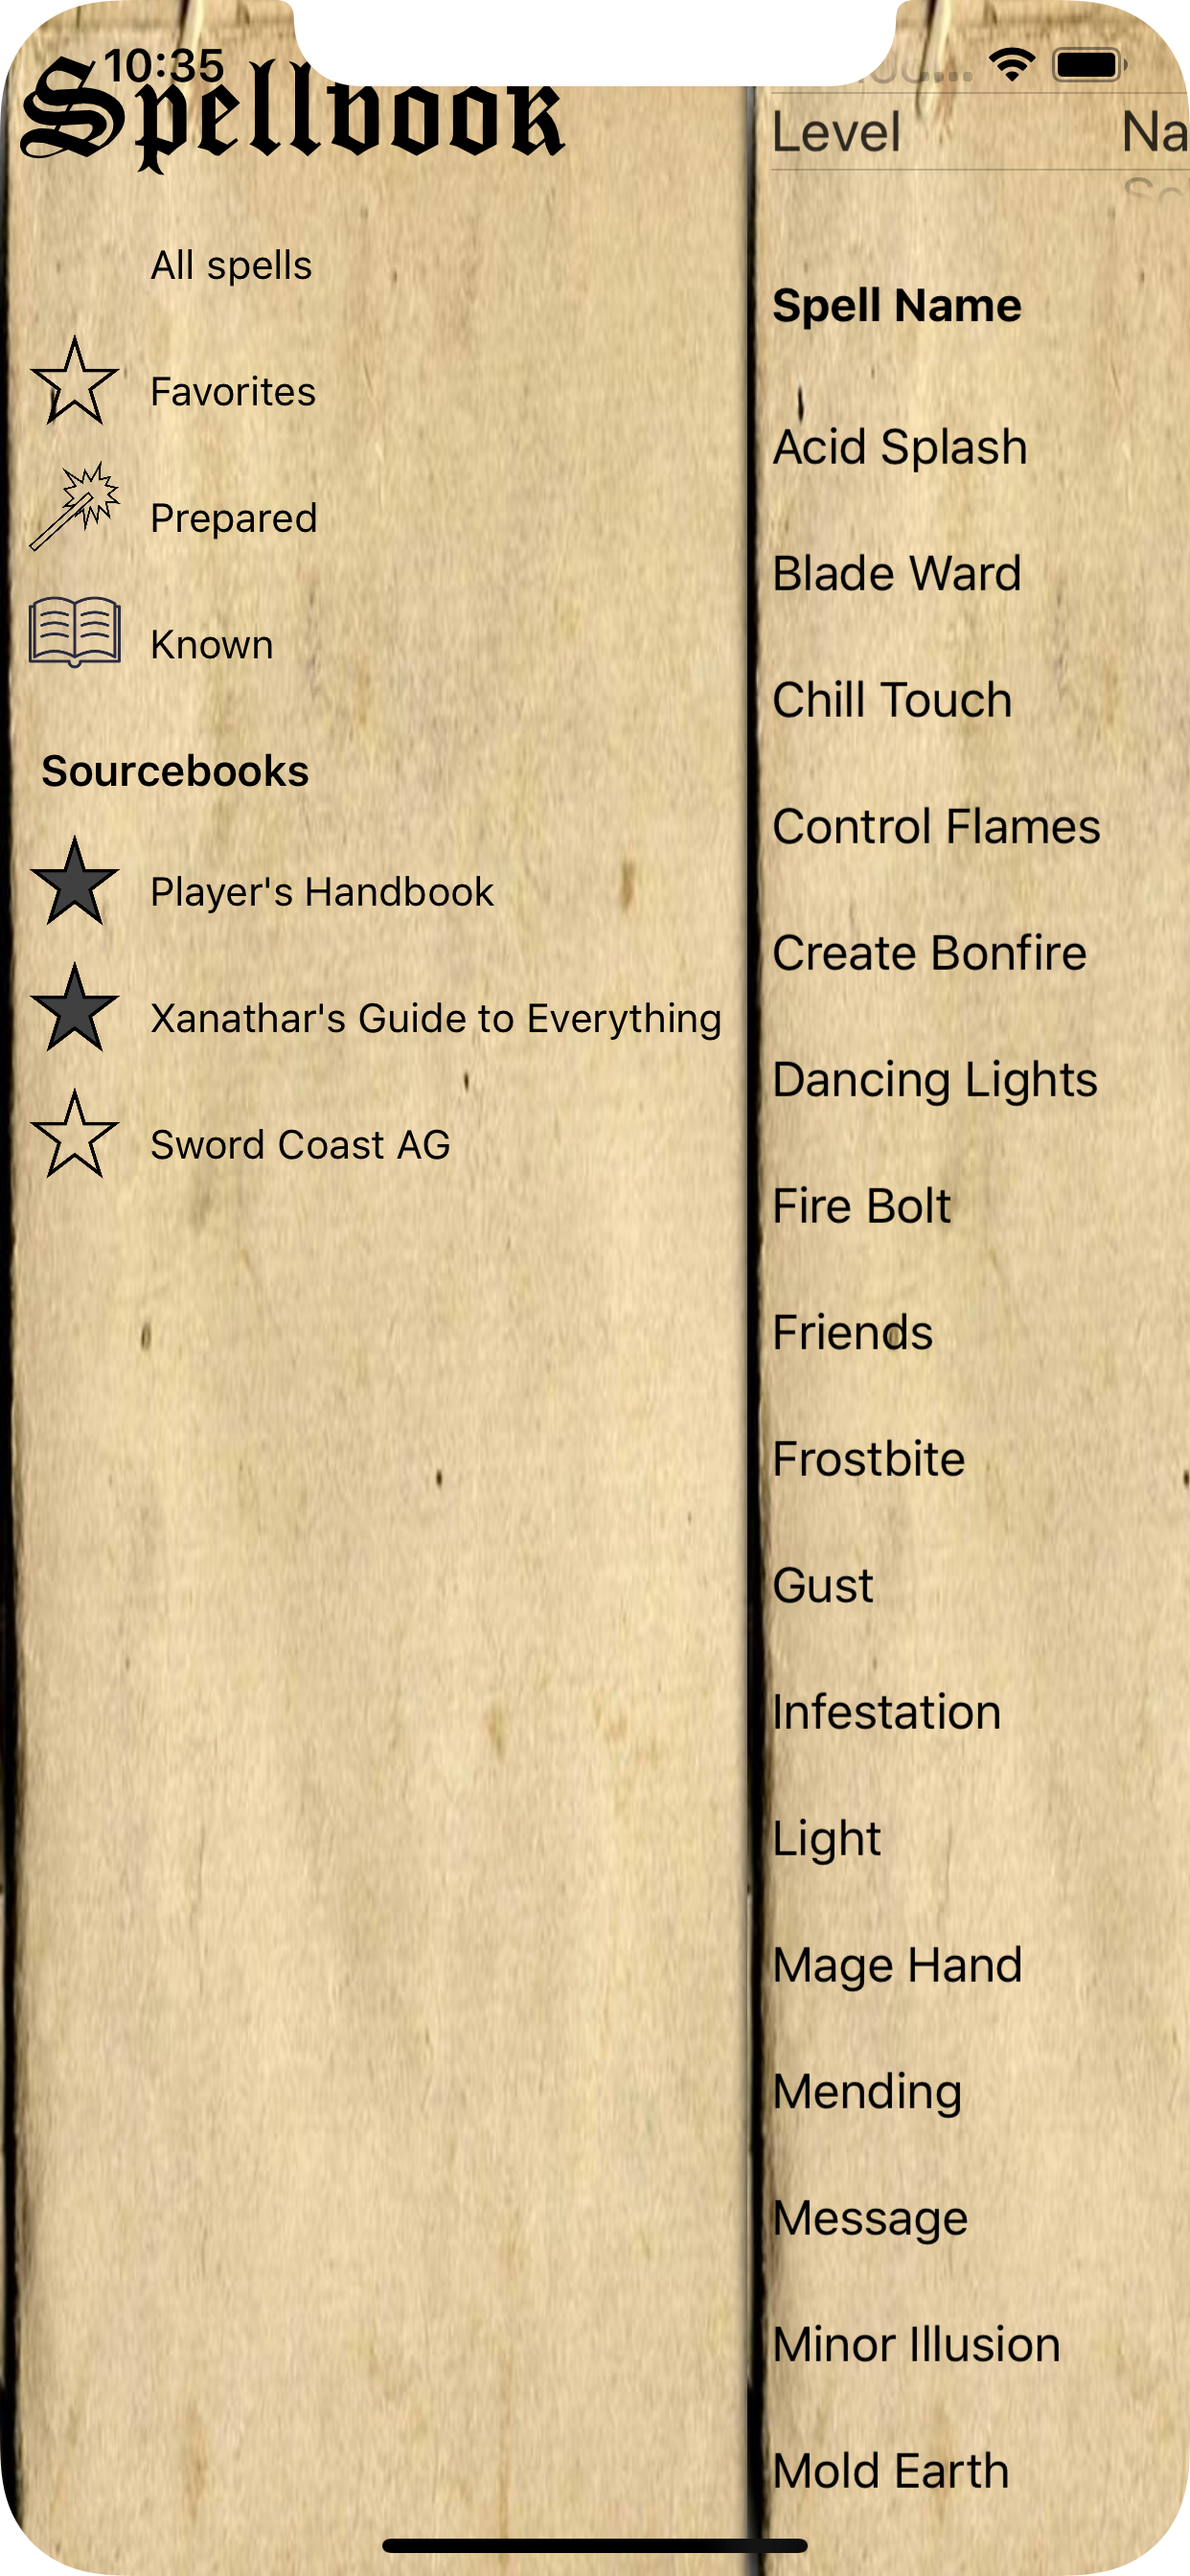 10:35
Spellbook
All spells
Favorites
Prepared
Known
Sourcebooks
Player's Handbook
Xanathar's Guide to Everything
Sword Coast AG
Level
Na
Spell Name
Acid Splash
Blade Ward
Chill Touch
Control Flames
Create Bonfire
Dancing Lights
Fire Bolt
Friends
Frostbite
Gust
Infestation
Light
Mage Hand
Mending
Message
Minor Illusion
Mold Earth